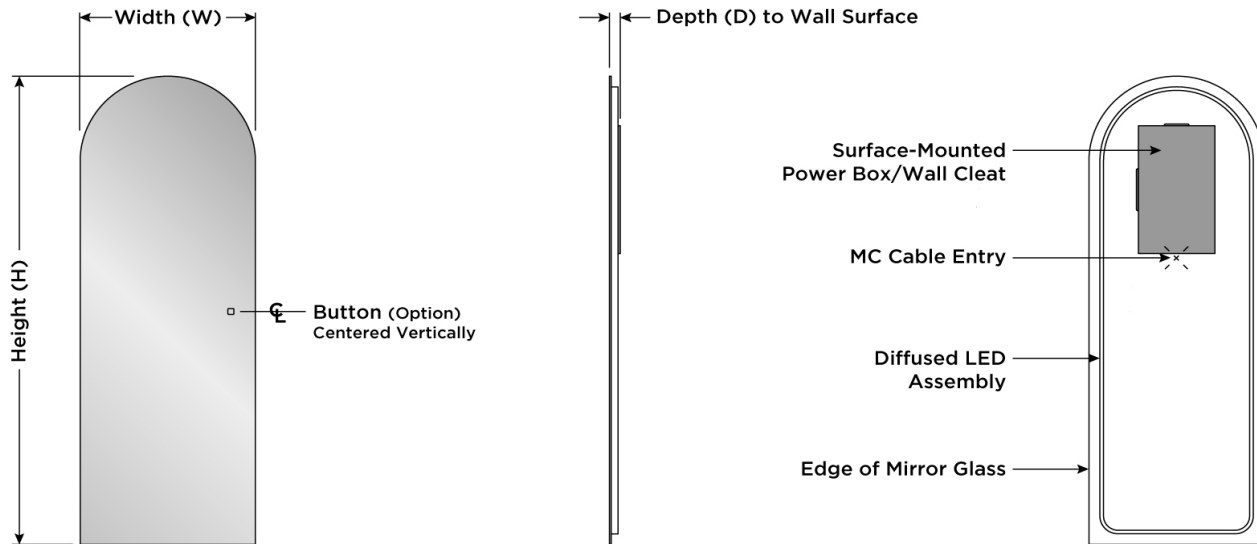 Width (W)
Height (H)
Button (Option)
Centered Vertically
Depth (D) to Wall Surface
Surface-Mounted
Power Box/Wall Cleat
MC Cable Entry
Diffused LED
Assembly
Edge of Mirror Glass